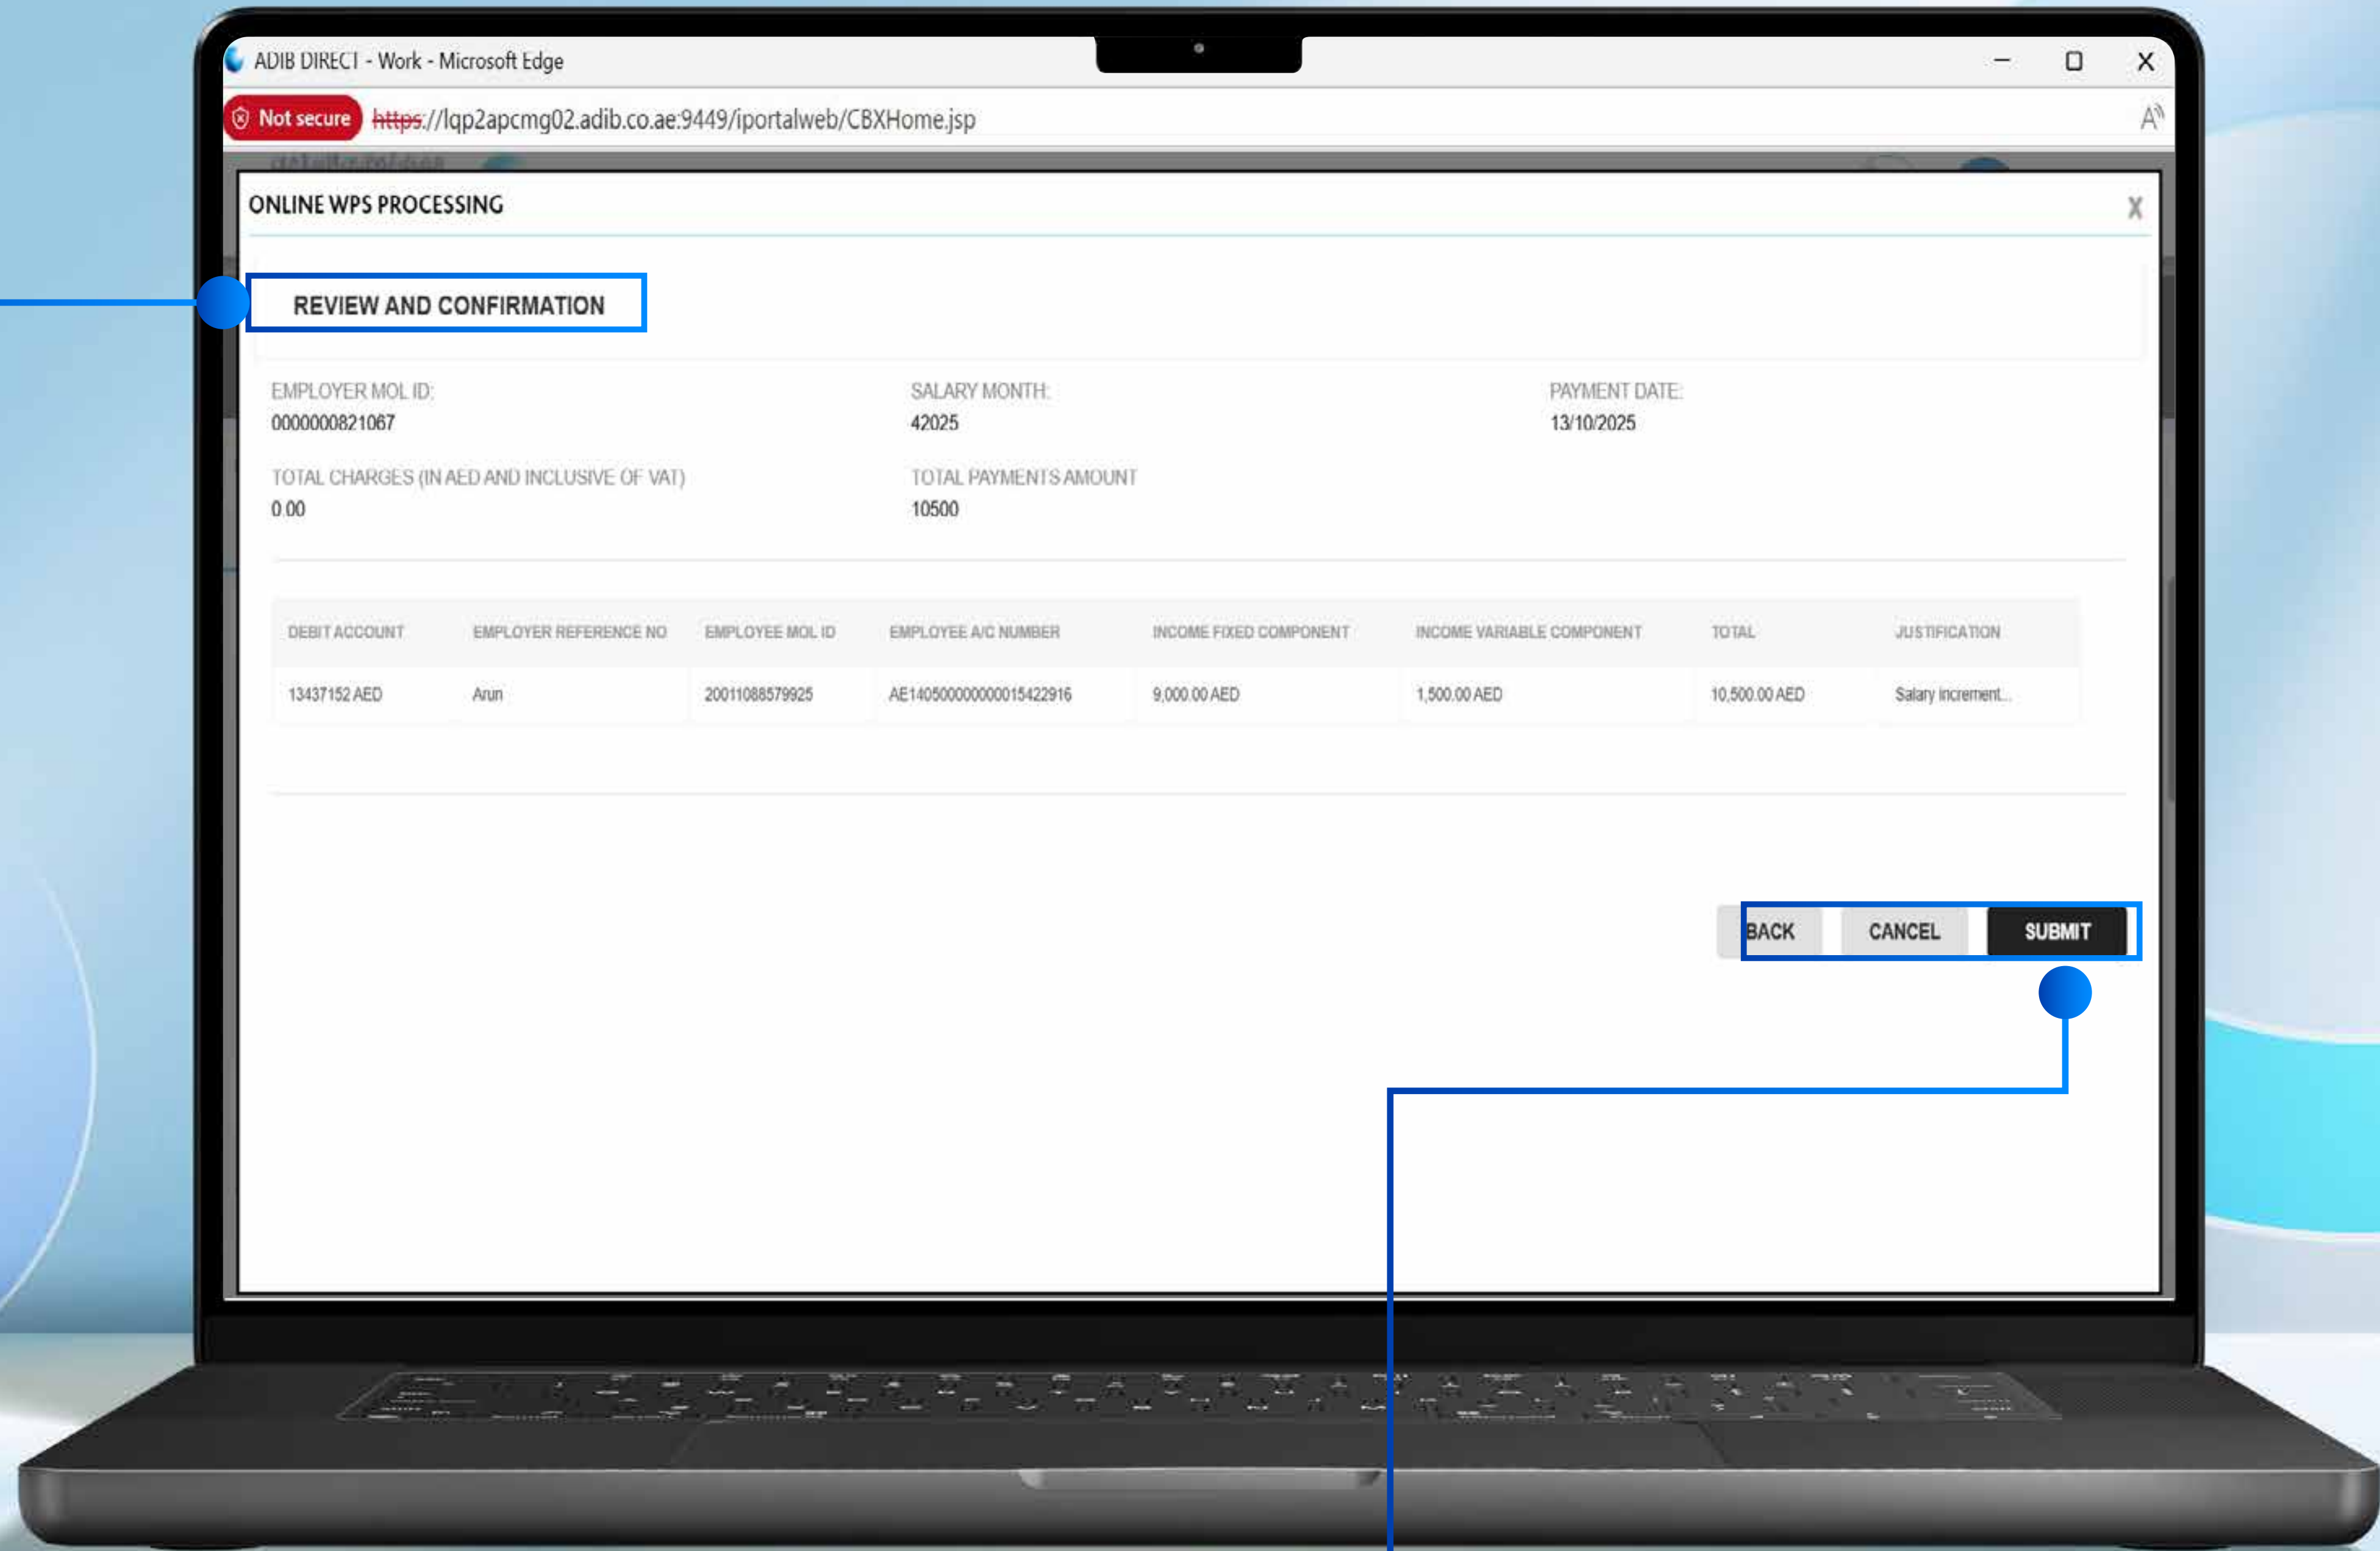 ADIB DIRECT - Work - Microsoft Edge
Not secure https://lqp2apcmg02.adib.co.ae:9449/iportalweb/CBXHome.jsp
ONLINE WPS PROCESSING X
REVIEW AND CONFIRMATION
EMPLOYER MOL ID: SALARY MONTH: PAYMENT DATE:
0000000821067 42025 13/10/2025
TOTAL CHARGES (IN AED AND INCLUSIVE OF VAT) TOTAL PAYMENTS AMOUNT
0.00 10500
DEBIT ACCOUNT EMPLOYER REFERENCE NO EMPLOYEE MOL ID EMPLOYEE A/C NUMBER INCOME FIXED COMPONENT INCOME VARIABLE COMPONENT TOTAL JUSTIFICATION
13437152 AED Arun 20011088579925 AE140500000000015422916 9,000.00 AED 1,500.00 AED 10,500.00 AED Salary increment...
BACK CANCEL SUBMIT